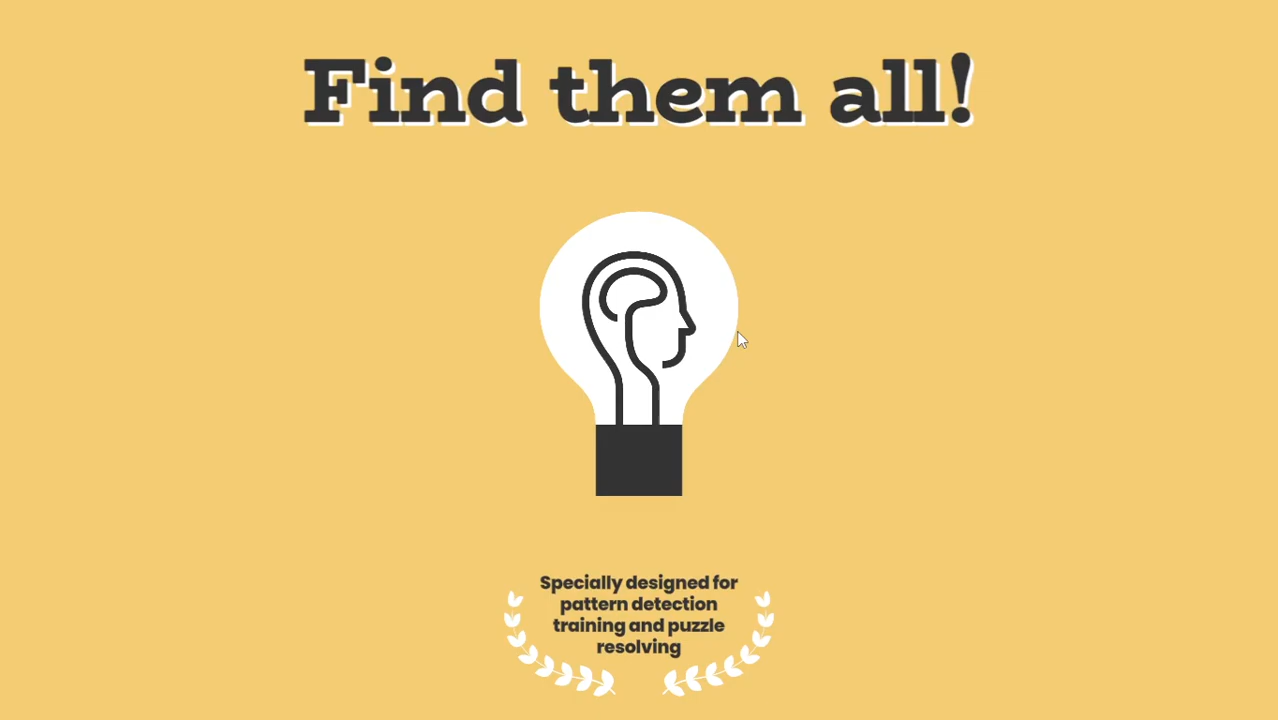 Find them all!
Specially designed for
pattern detection
training and puzzle
resolving